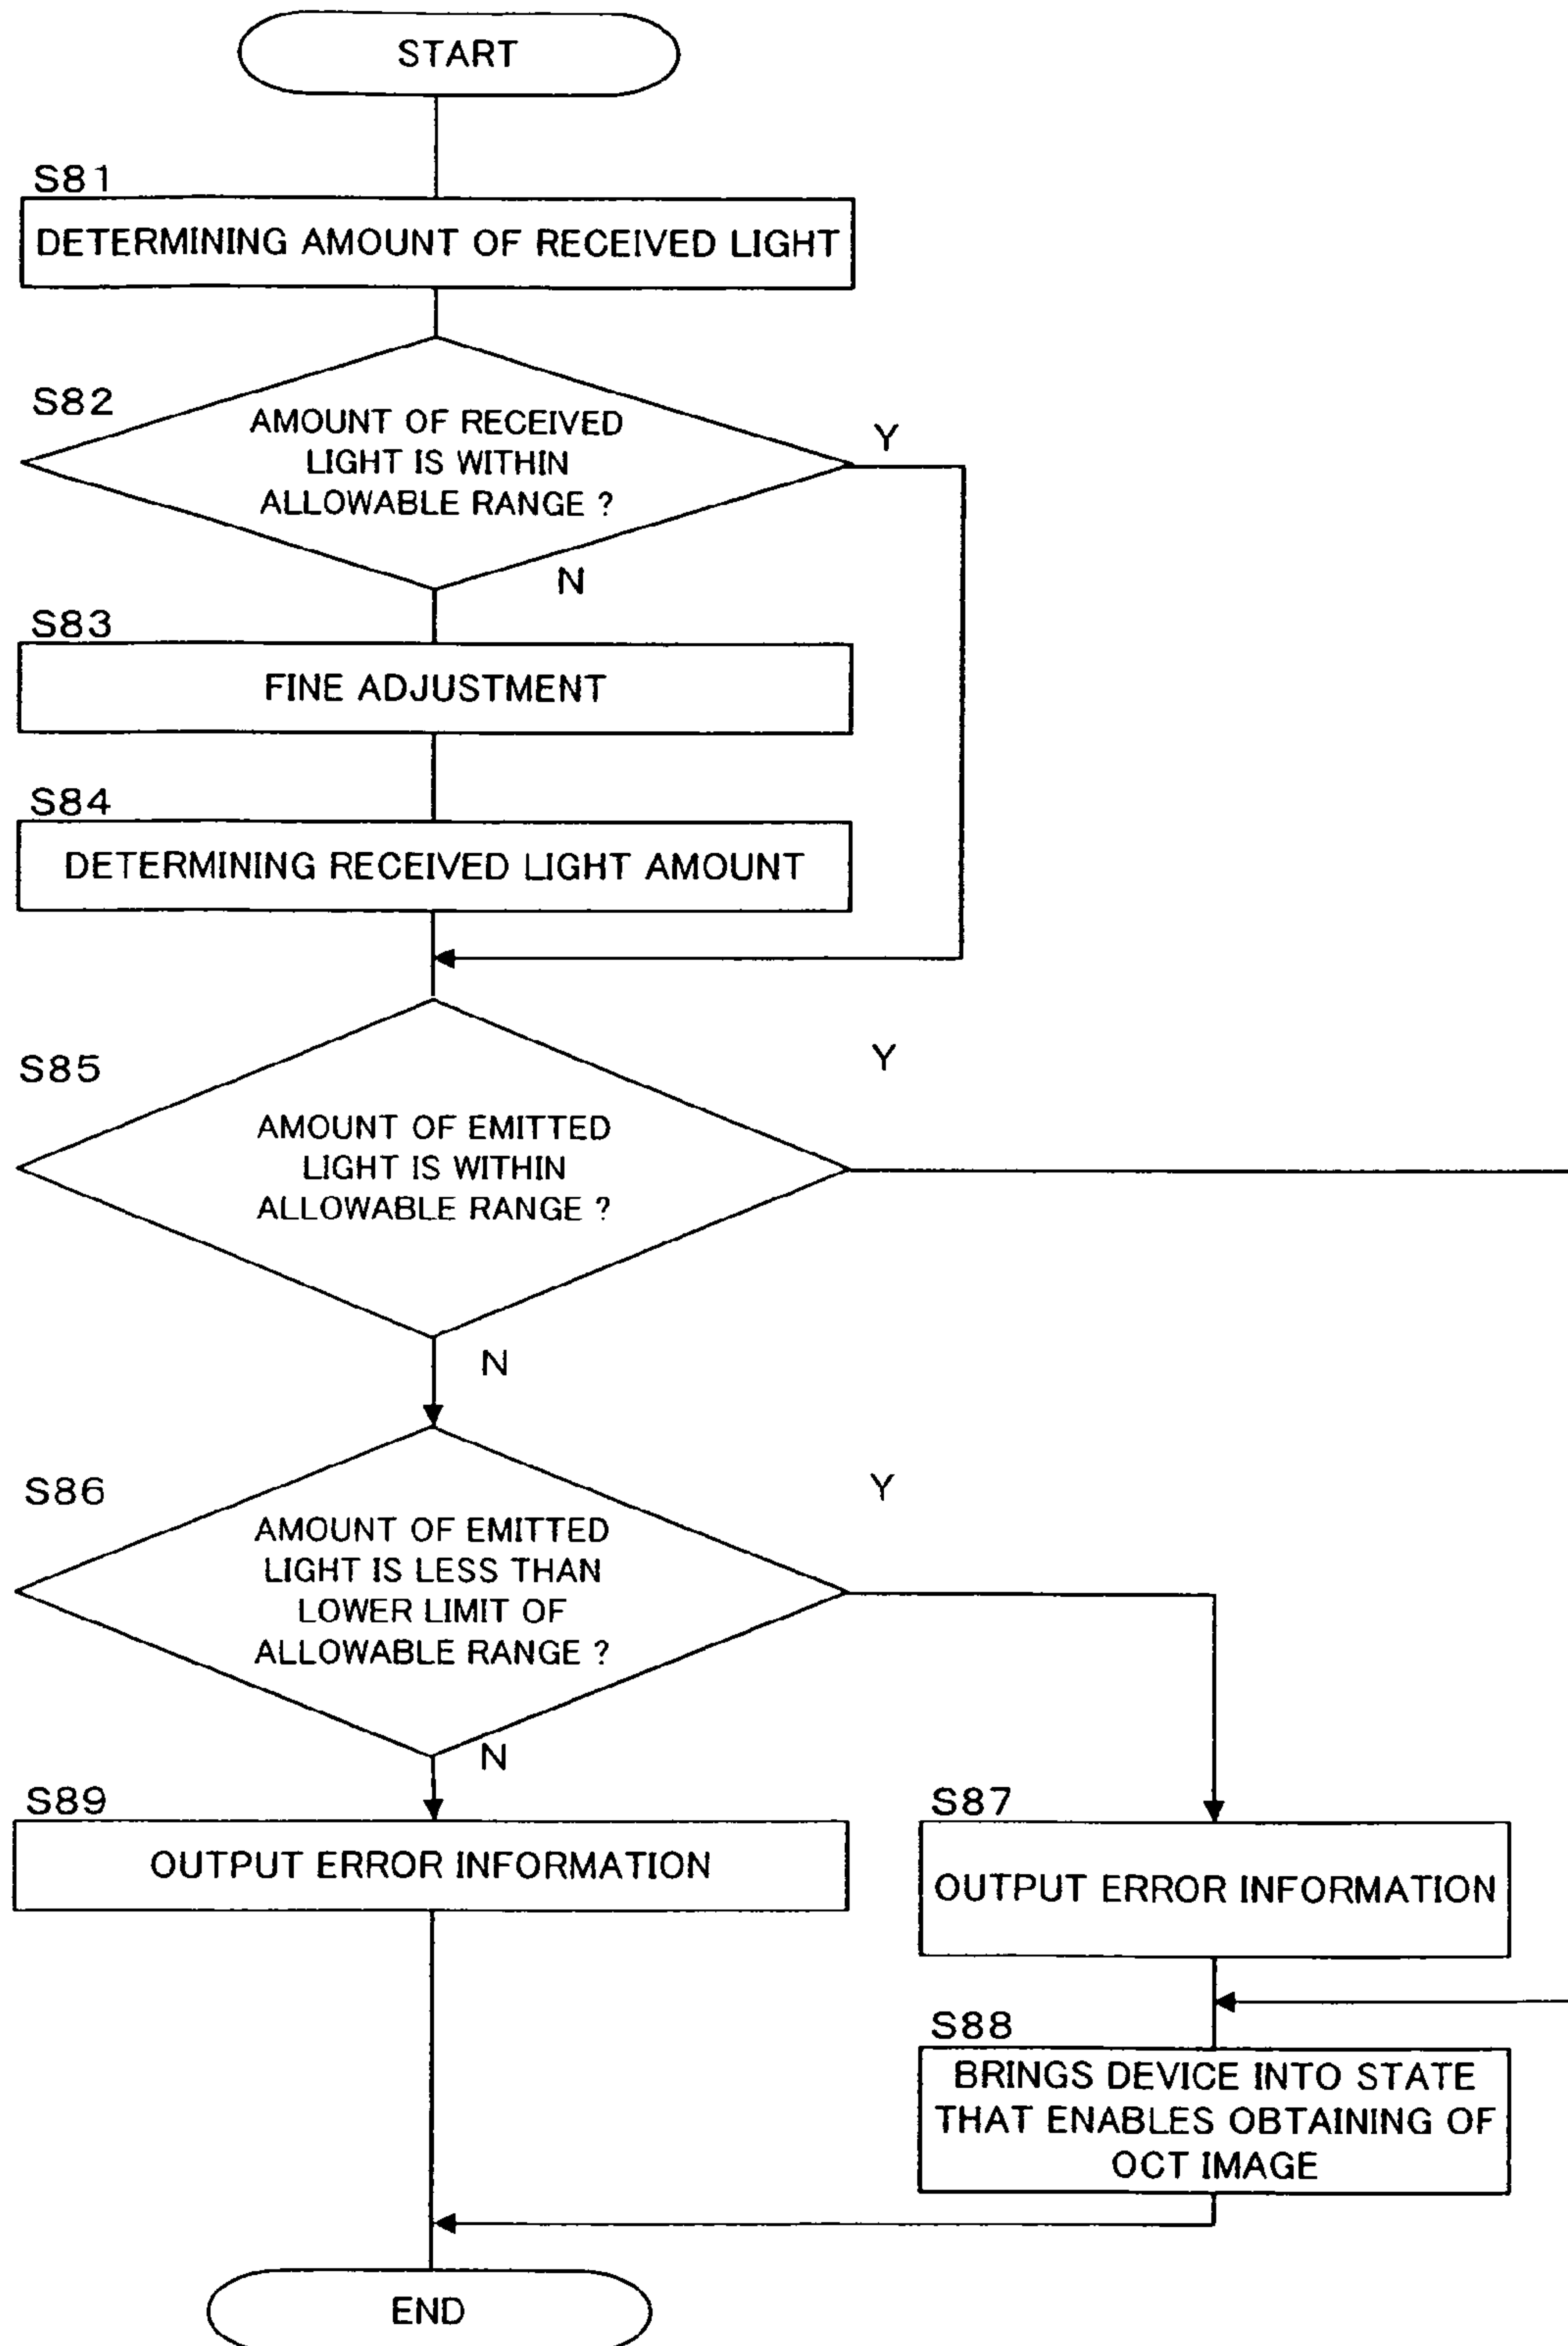 START
S81
DETERMINING AMOUNT OF RECEIVED LIGHT
S82
AMOUNT OF RECEIVED
LIGHT IS WITHIN
ALLOWABLE RANGE ?
Y
N
S83
FINE ADJUSTMENT
S84
DETERMINING RECEIVED LIGHT AMOUNT
S85
AMOUNT OF EMITTED
LIGHT IS WITHIN
ALLOWABLE RANGE ?
Y
N
S86
AMOUNT OF EMITTED
LIGHT IS LESS THAN
LOWER LIMIT OF
ALLOWABLE RANGE ?
Y
N
S89
OUTPUT ERROR INFORMATION
S87
OUTPUT ERROR INFORMATION
S88
BRINGS DEVICE INTO STATE
THAT ENABLES OBTAINING OF
OCT IMAGE
END